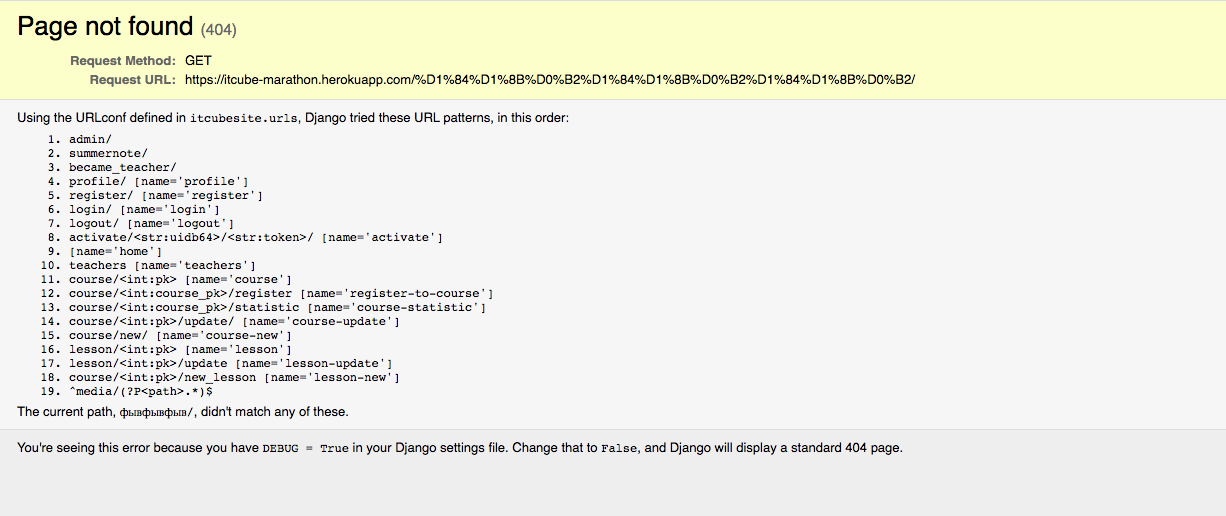 Page not found (404)
Request Method: GET
Request URL: https://itcube-marathon.herokuapp.com/%D1%84%D1%8B%D0%B2%D1%84%D1%8B%D0%B2%D1%84%D1%8B%D0%B2/
Using the URLconf defined in itcubesite.urls, Django tried these URL patterns, in this order:
1. admin/
2. summernote/
3. became_teacher/
4. profile/ [name='profile']
5. register/ [name='register']
6. login/ [name='login']
7. logout/ [name='logout']
8. activate/<str:uidb64>/<str:token>/ [name='activate']
9. [name='home']
10. teachers [name='teachers']
11. course/<int:pk> [name='course']
12. course/<int:course_pk>/register [name='register-to-course']
13. course/<int:course_pk>/statistic [name='course-statistic']
14. course/<int:pk>/update/ [name='course-update']
15. course/new/ [name='course-new']
16. lesson/<int:pk> [name='lesson']
17. lesson/<int:pk>/update [name='lesson-update']
18. course/<int:pk>/new_lesson [name='lesson-new']
19. ^media/(?P<path>.*)$
The current path, фывфывфыв/, didn't match any of these.
You're seeing this error because you have DEBUG = True in your Django settings file. Change that to False, and Django will display a standard 404 page.